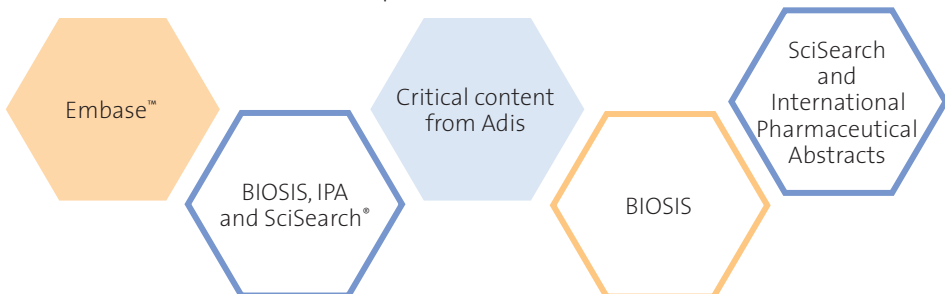 Embase™
BIOSIS, IPA
and SciSearch®
Critical content
from Adis
BIOSIS
SciSearch
and
International
Pharmaceutical
Abstracts